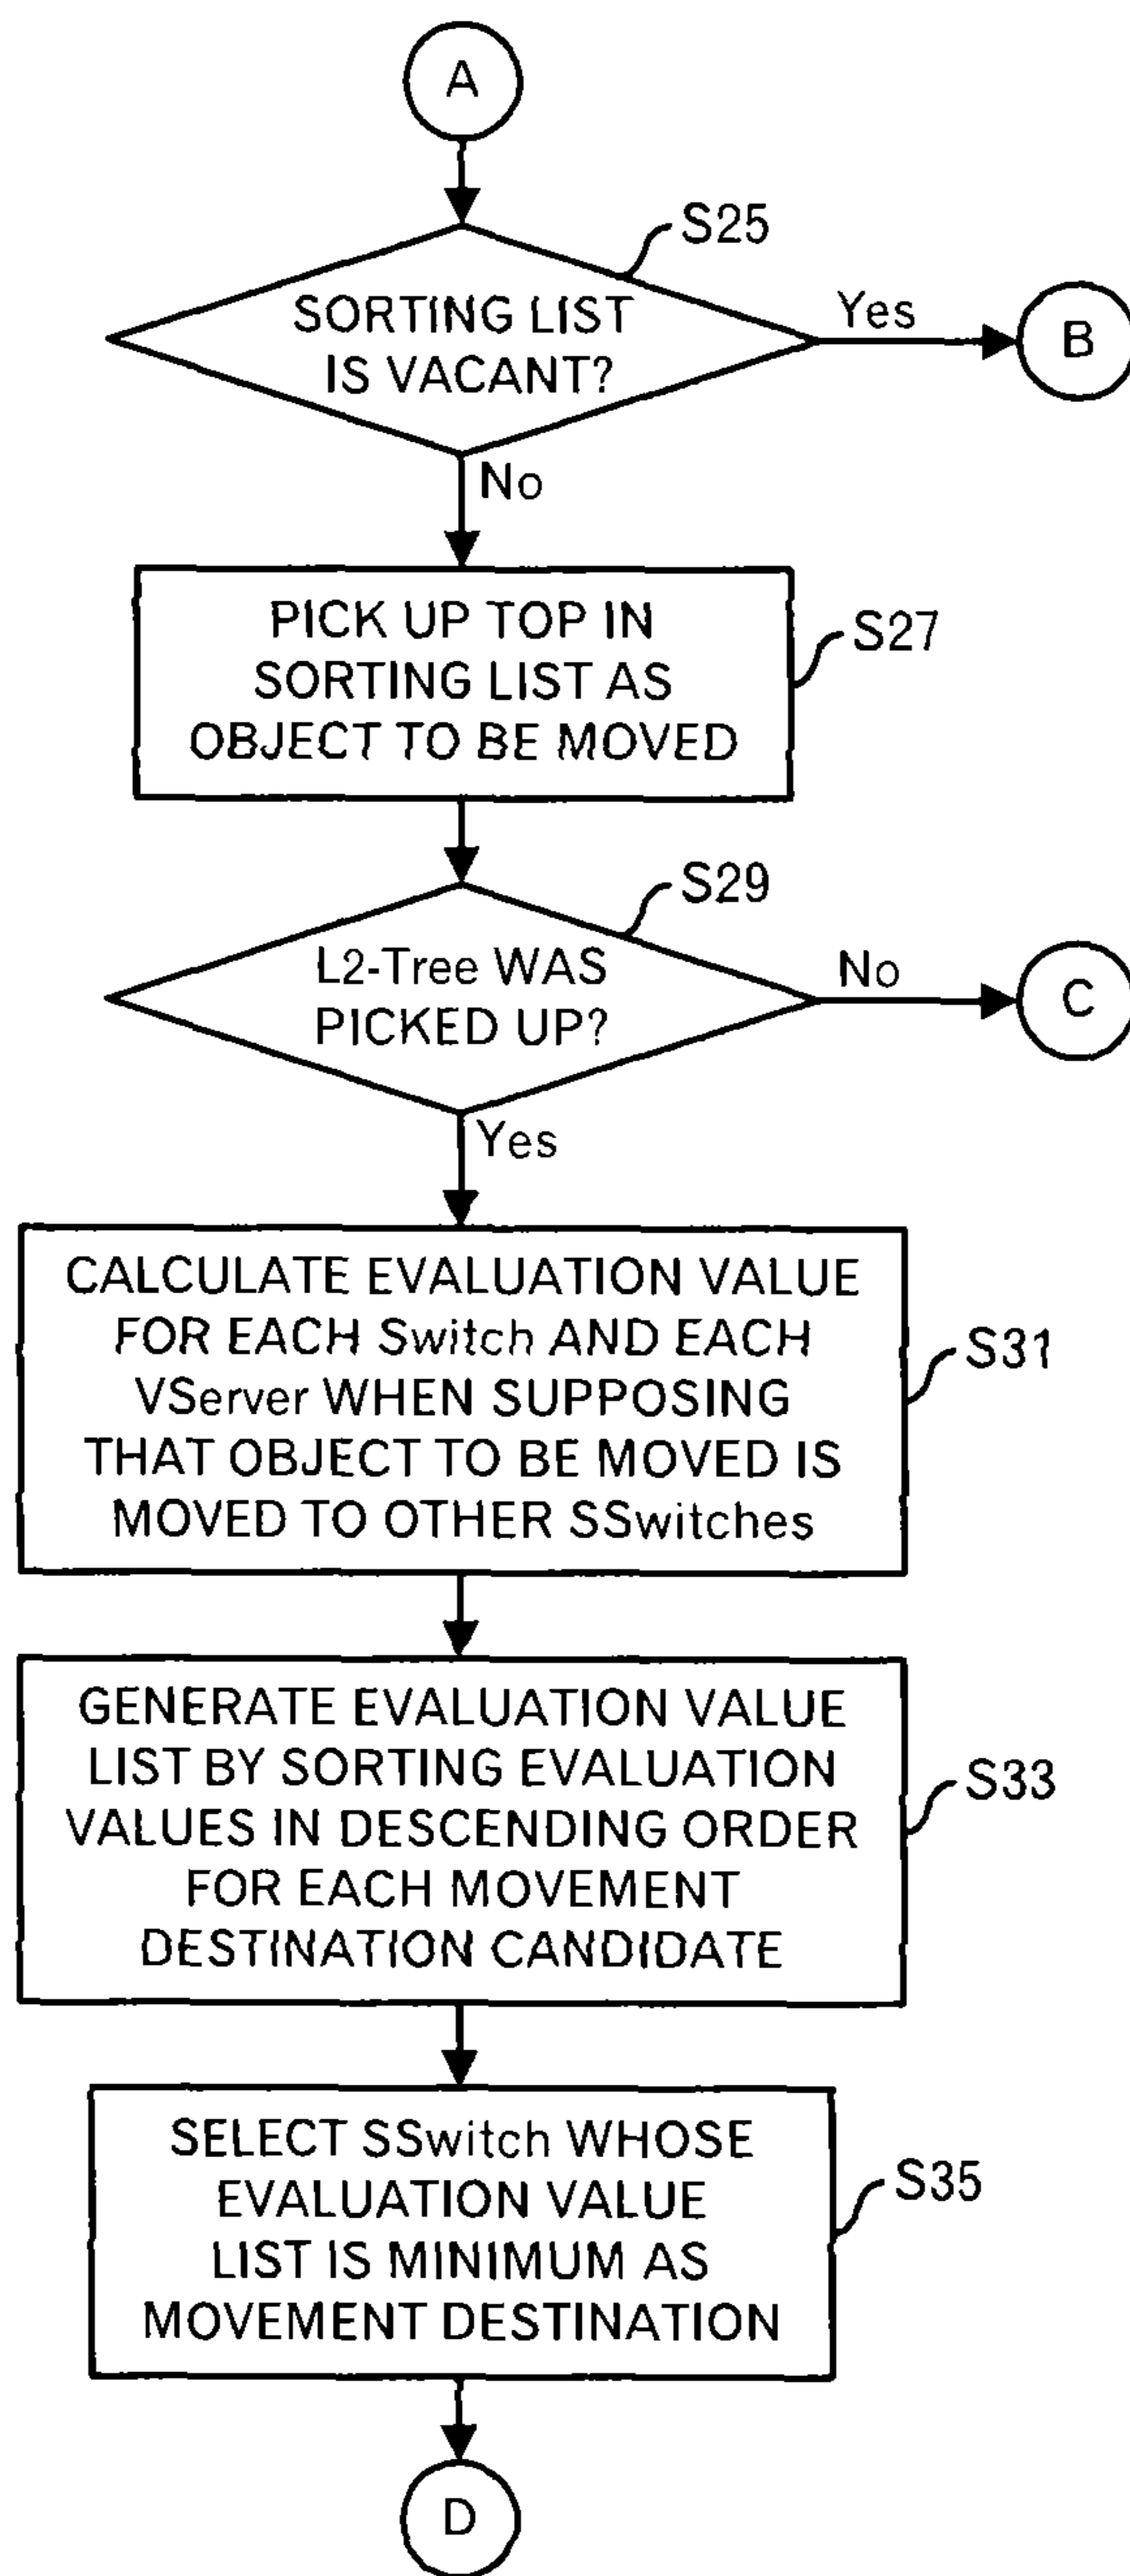 A
S25
SORTING LIST
IS VACANT?
Yes
B
No
PICK UP TOP IN
SORTING LIST AS
OBJECT TO BE MOVED
S27
S29
L2-Tree WAS
PICKED UP?
No
C
Yes
CALCULATE EVALUATION VALUE
FOR EACH Switch AND EACH
VServer WHEN SUPPOSING
THAT OBJECT TO BE MOVED IS
MOVED TO OTHER SSwitches
S31
GENERATE EVALUATION VALUE
LIST BY SORTING EVALUATION
VALUES IN DESCENDING ORDER
FOR EACH MOVEMENT
DESTINATION CANDIDATE
S33
SELECT SSwitch WHOSE
EVALUATION VALUE
LIST IS MINIMUM AS
MOVEMENT DESTINATION
S35
D